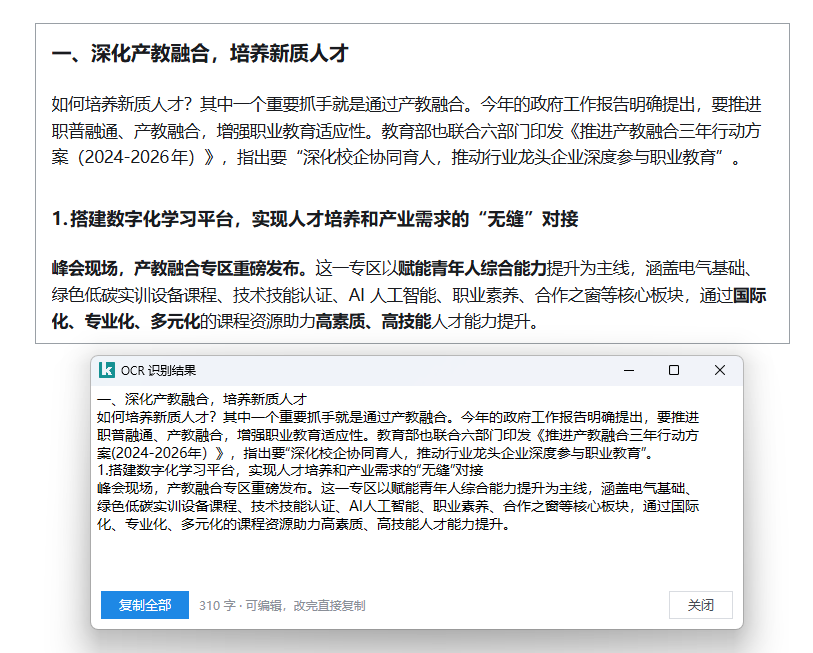 一、深化产教融合，培养新质人才
如何培养新质人才？其中一个重要抓手就是通过产教融合。今年的政府工作报告明确提出，要推进
职普融通、产教融合，增强职业教育适应性。教育部也联合六部门印发《推进产教融合三年行动方
案（2024-2026年）》，指出要“深化校企协同育人，推动行业龙头企业深度参与职业教育”。
1.搭建数字化学习平台，实现人才培养和产业需求的“无缝”对接
峰会现场，产教融合专区重磅发布。这一专区以赋能青年人综合能力提升为主线，涵盖电气基础、
绿色低碳实训设备课程、技术技能认证、AI 人工智能、职业素养、合作之窗等核心板块，通过国际
化、专业化、多元化的课程资源助力高素质、高技能人才能力提升。
k OCR 识别结果
一、深化产教融合，培养新质人才
如何培养新质人才？其中一个重要抓手就是通过产教融合。今年的政府工作报告明确提出，要推进
职普融通、产教融合，增强职业教育适应性。教育部也联合六部门印发《推进产教融合三年行动方
案(2024-2026年）》，指出要“深化校企协同育人，推动行业龙头企业深度参与职业教育”。
1.搭建数字化学习平台，实现人才培养和产业需求的“无缝”对接
峰会现场，产教融合专区重磅发布。这一专区以赋能青年人综合能力提升为主线，涵盖电气基础、
绿色低碳实训设备课程、技术技能认证、AI人工智能、职业素养、合作之窗等核心板块，通过国际
化、专业化、多元化的课程资源助力高素质、高技能人才能力提升。
复制全部 310 字 · 可编辑，改完直接复制 关闭